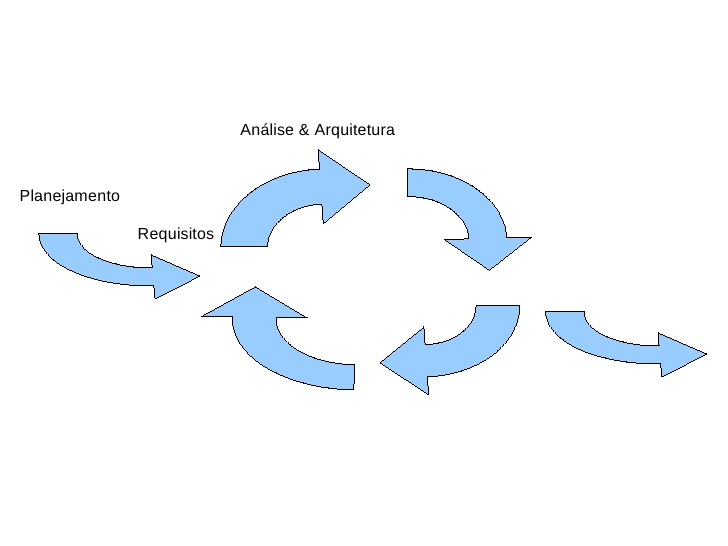 Análise & Arquitetura
Planejamento
Requisitos